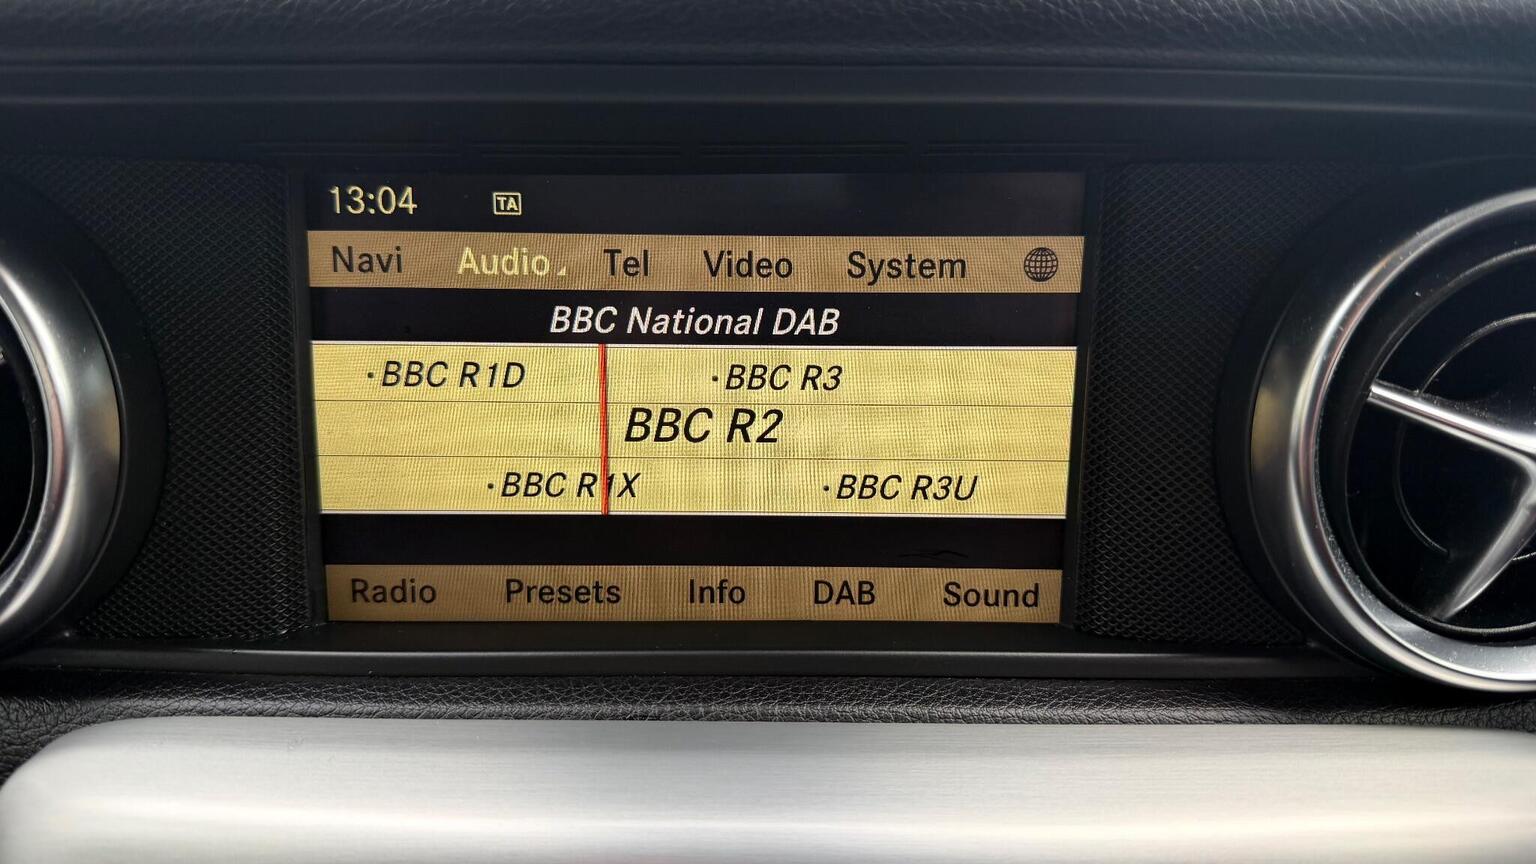 13:04 TA
Navi Audio Tel Video System
BBC National DAB
·BBC R1D ·BBC R3
BBC R2
·BBC R1X ·BBC R3U
Radio Presets Info DAB Sound